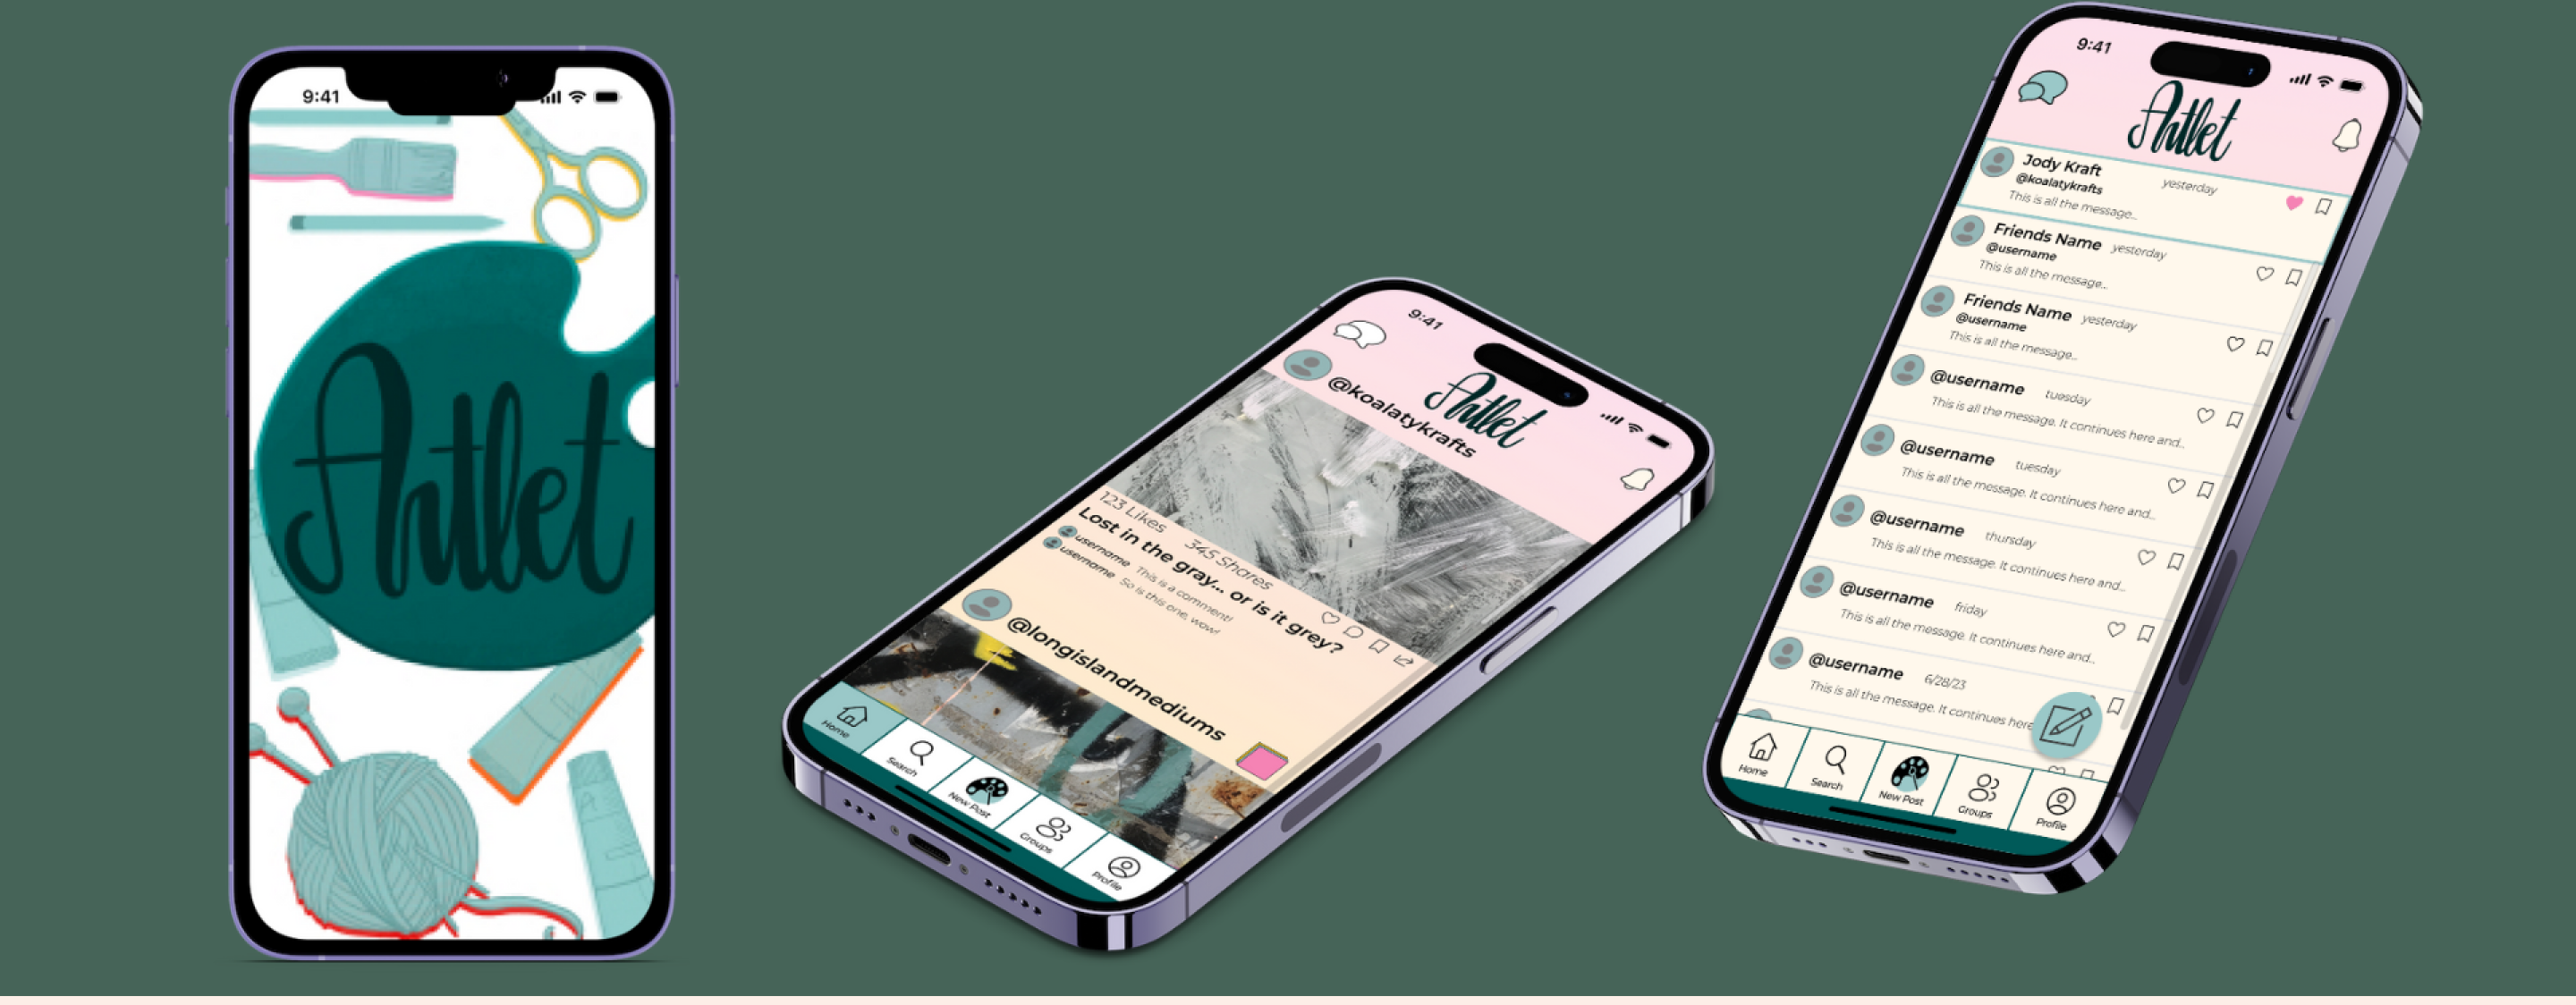 9:41
Artlet
9:41
Artlet
@koalatykrafts
123 Likes 345 Shares
Lost in the gray... or is it grey?
username This is a comment!
username So is this one, wow!
@longislandmediums
Home
Search
New Post
Groups
Profile
9:41
Artlet
Jody Kraft yesterday
@koalatykrafts
This is all the message...
Friends Name yesterday
@username
This is all the message...
Friends Name yesterday
@username
This is all the message...
@username tuesday
This is all the message. It continues here and...
@username tuesday
This is all the message. It continues here and...
@username thursday
This is all the message. It continues here and...
@username friday
This is all the message. It continues here and...
@username 6/28/23
This is all the message. It continues here
Home
Search
New Post
Groups
Profile